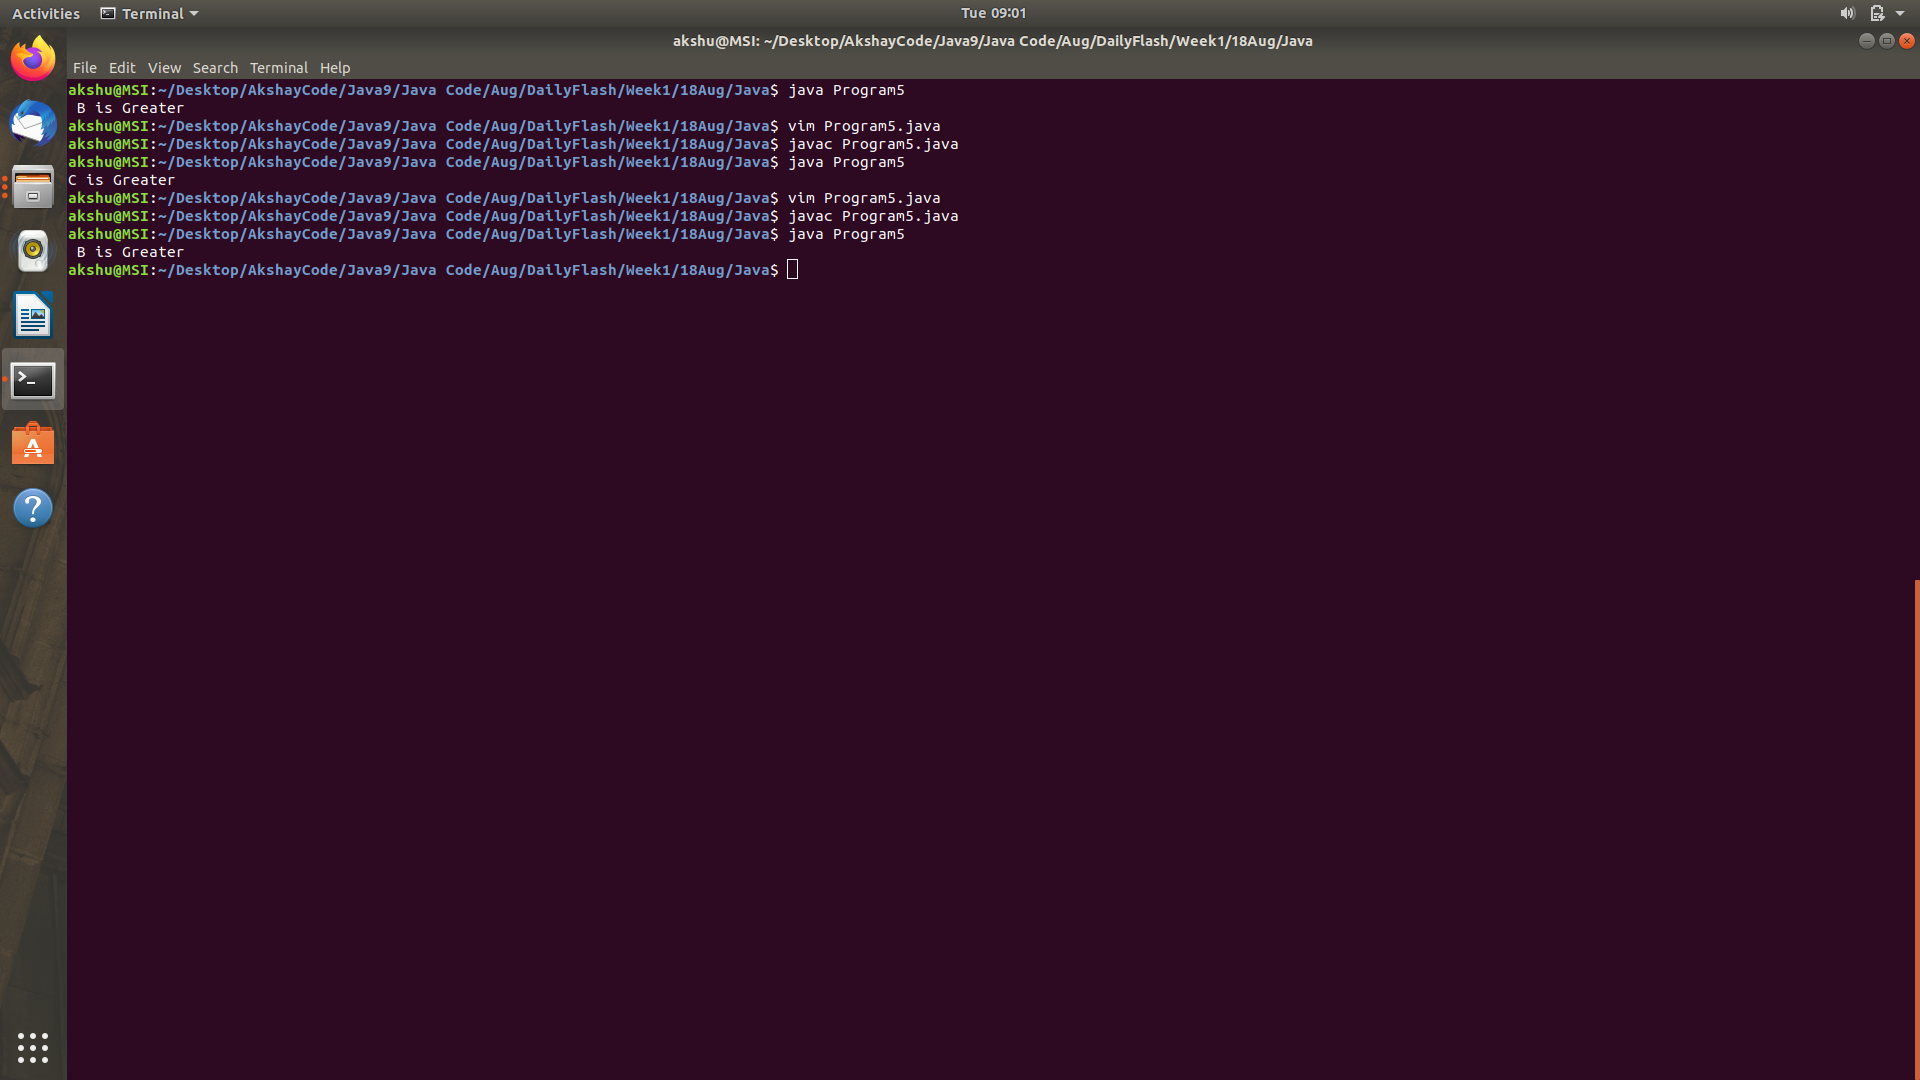 Activities Terminal Tue 09:01
akshu@MSI: ~/Desktop/AkshayCode/Java9/Java Code/Aug/DailyFlash/Week1/18Aug/Java
File Edit View Search Terminal Help
akshu@MSI:~/Desktop/AkshayCode/Java9/Java Code/Aug/DailyFlash/Week1/18Aug/Java$ java Program5
 B is Greater
akshu@MSI:~/Desktop/AkshayCode/Java9/Java Code/Aug/DailyFlash/Week1/18Aug/Java$ vim Program5.java
akshu@MSI:~/Desktop/AkshayCode/Java9/Java Code/Aug/DailyFlash/Week1/18Aug/Java$ javac Program5.java
akshu@MSI:~/Desktop/AkshayCode/Java9/Java Code/Aug/DailyFlash/Week1/18Aug/Java$ java Program5
C is Greater
akshu@MSI:~/Desktop/AkshayCode/Java9/Java Code/Aug/DailyFlash/Week1/18Aug/Java$ vim Program5.java
akshu@MSI:~/Desktop/AkshayCode/Java9/Java Code/Aug/DailyFlash/Week1/18Aug/Java$ javac Program5.java
akshu@MSI:~/Desktop/AkshayCode/Java9/Java Code/Aug/DailyFlash/Week1/18Aug/Java$ java Program5
 B is Greater
akshu@MSI:~/Desktop/AkshayCode/Java9/Java Code/Aug/DailyFlash/Week1/18Aug/Java$